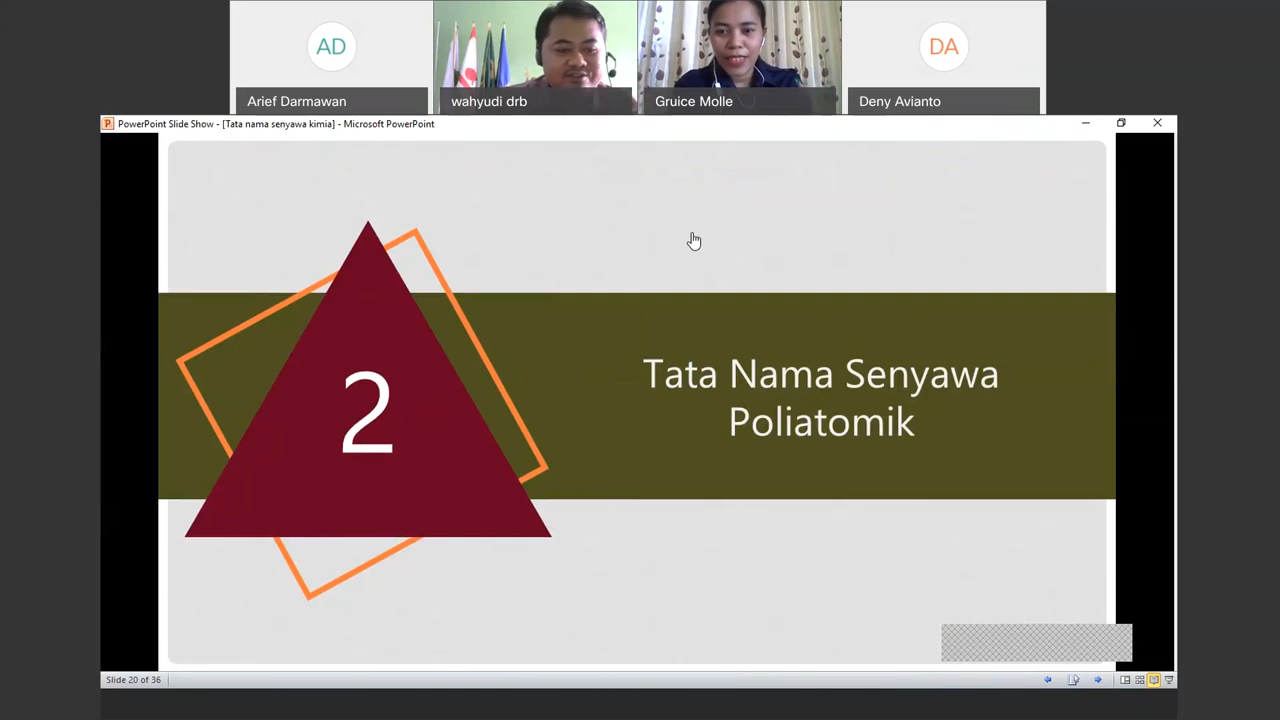 AD
DA
Arief Darmawan
wahyudi drb
Gruice Molle
Deny Avianto
PowerPoint Slide Show - [Tata nama senyawa kimia] - Microsoft PowerPoint
2
Tata Nama Senyawa
Poliatomik
Slide 20 of 36